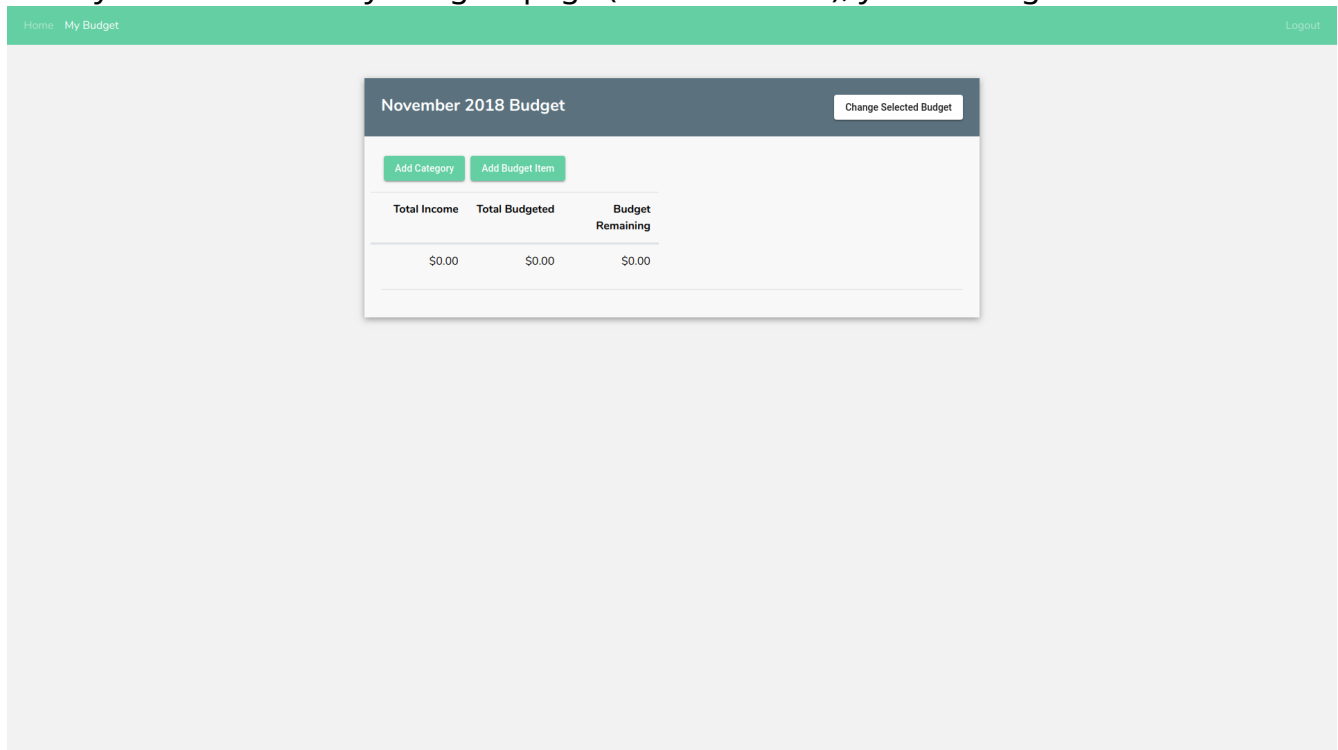 Home My Budget Logout
November 2018 Budget Change Selected Budget
Add Category Add Budget Item
Total Income Total Budgeted Budget
Remaining
$0.00 $0.00 $0.00